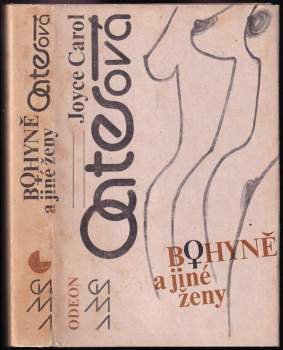 Oatesová
BOHYNĚ
a jiné ženy
Joyce Carol
Oatesová
ODEON
BOHYNĚ
a jiné
ženy